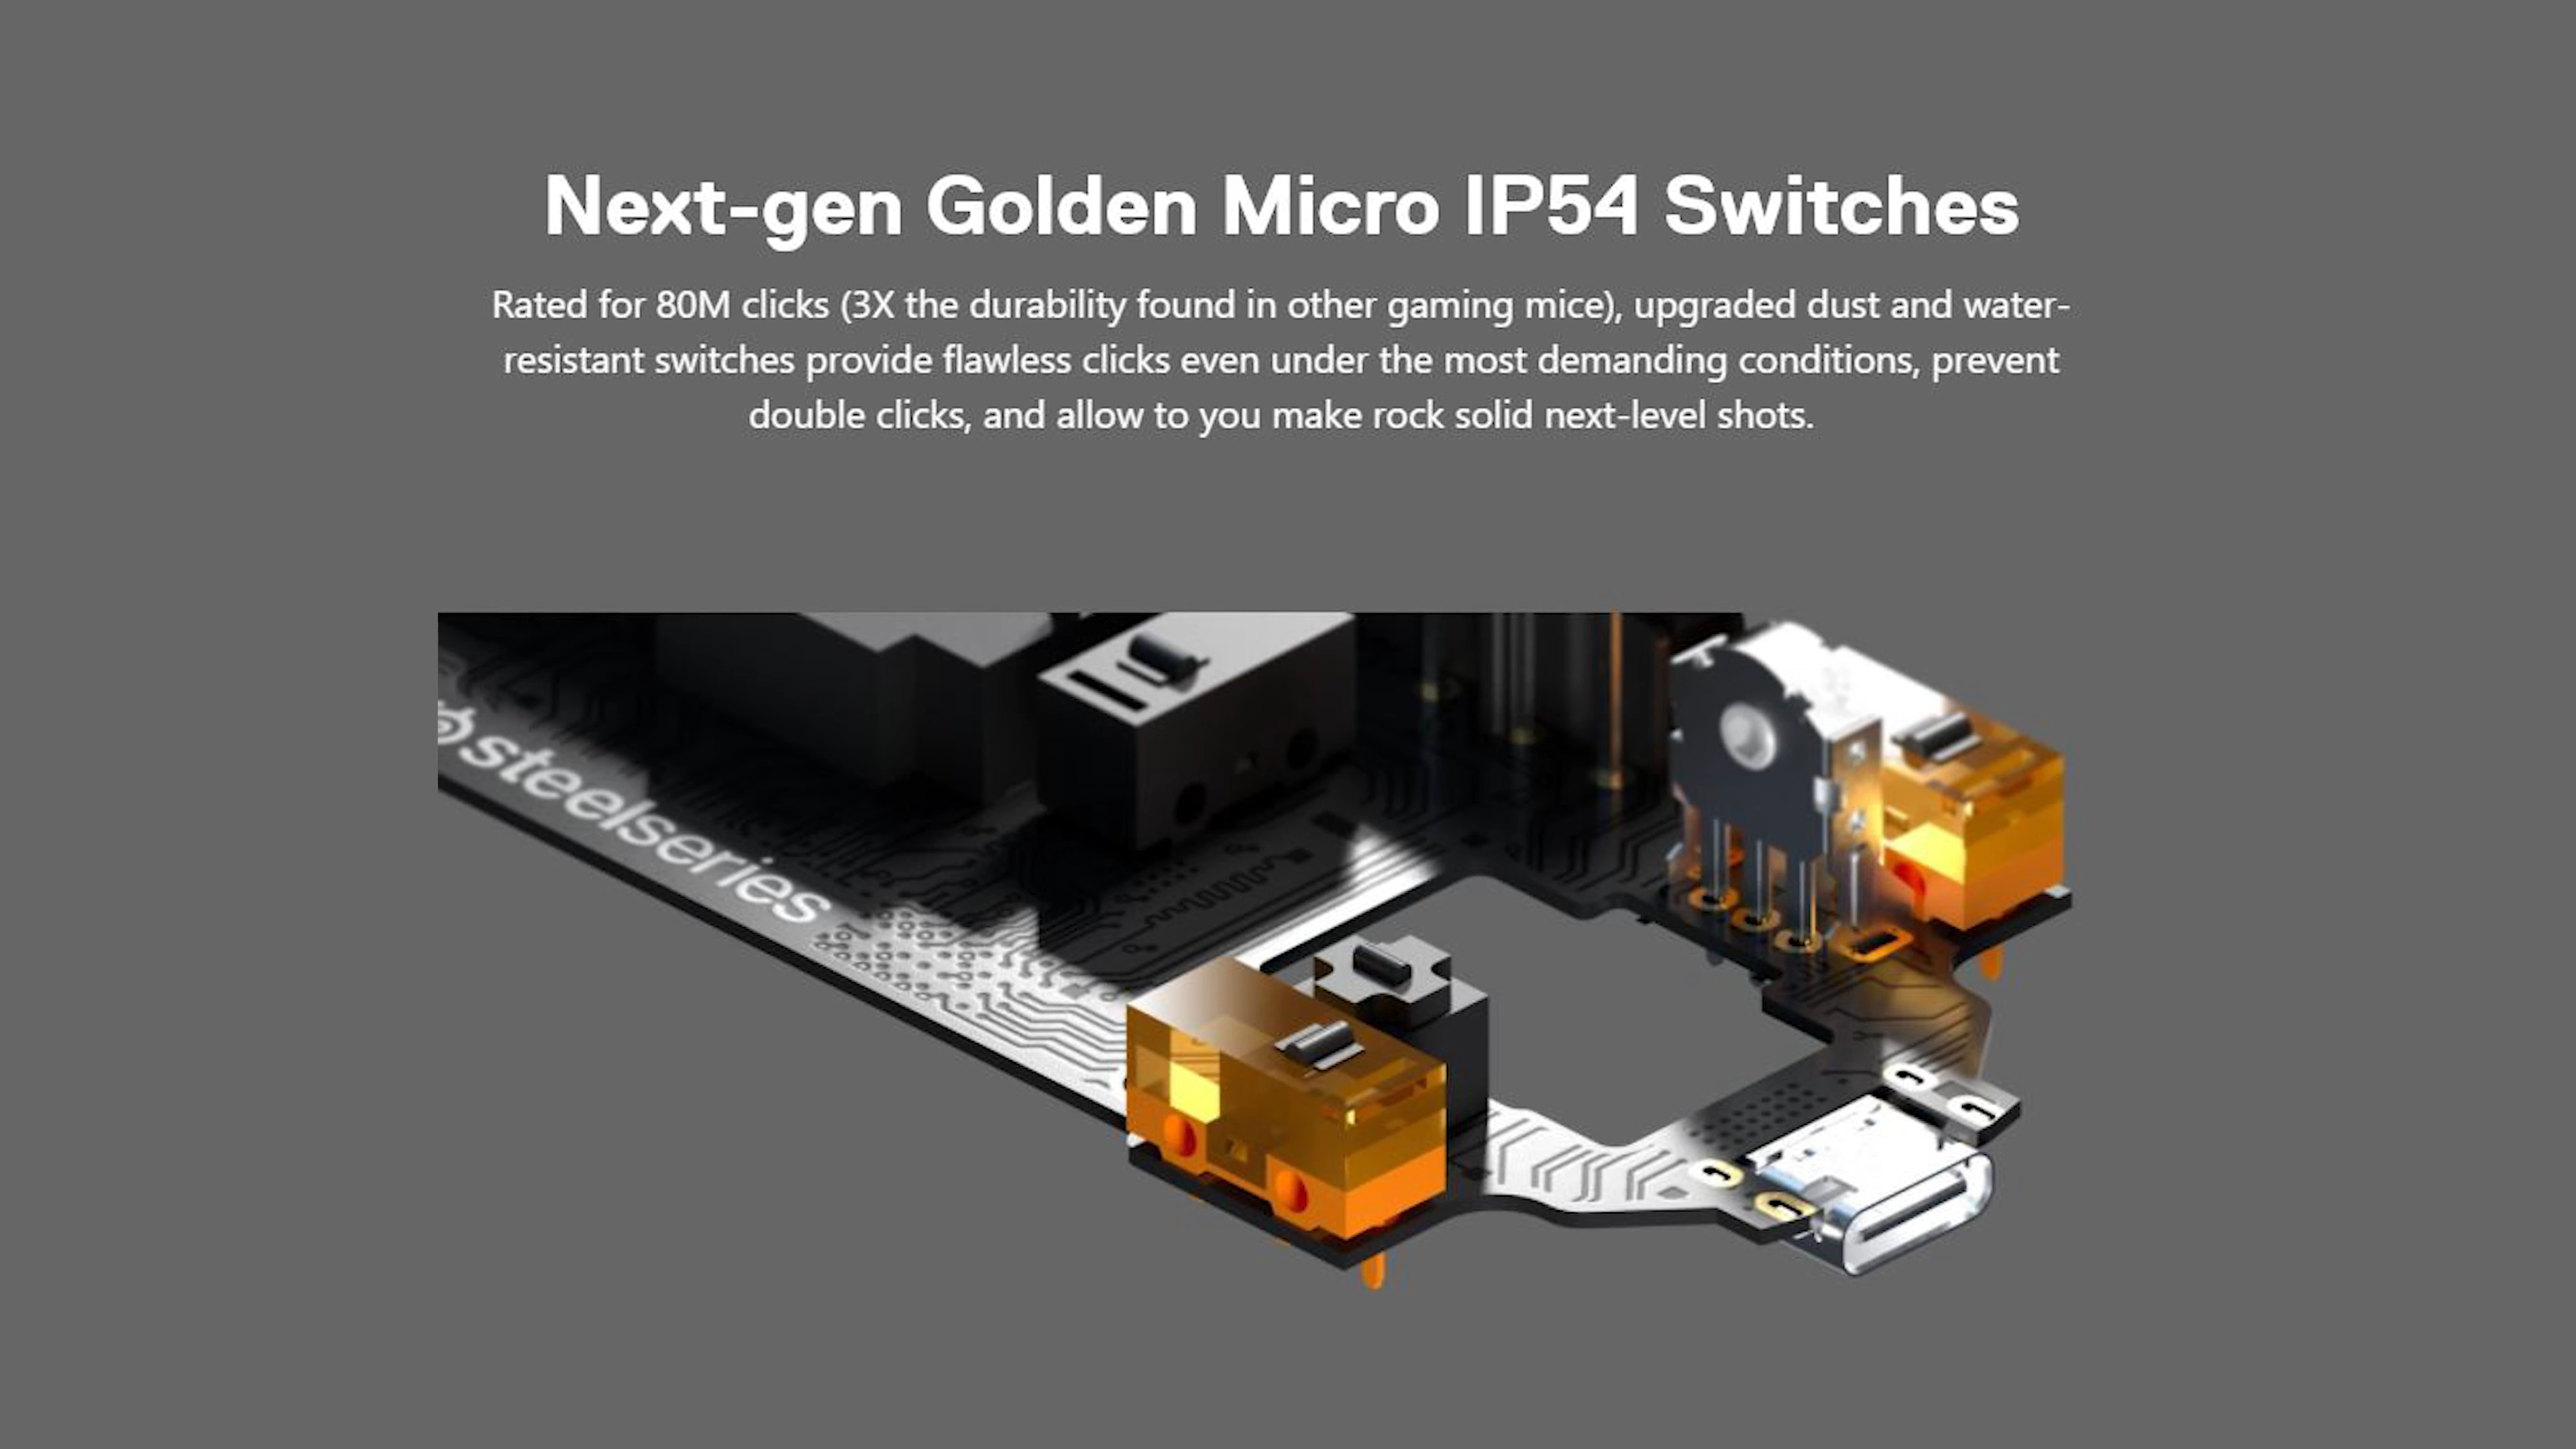 Next-gen Golden Micro IP54 Switches
Rated for 80M clicks (3X the durability found in other gaming mice), upgraded dust and water-
resistant switches provide flawless clicks even under the most demanding conditions, prevent
double clicks, and allow to you make rock solid next-level shots.
steelseries